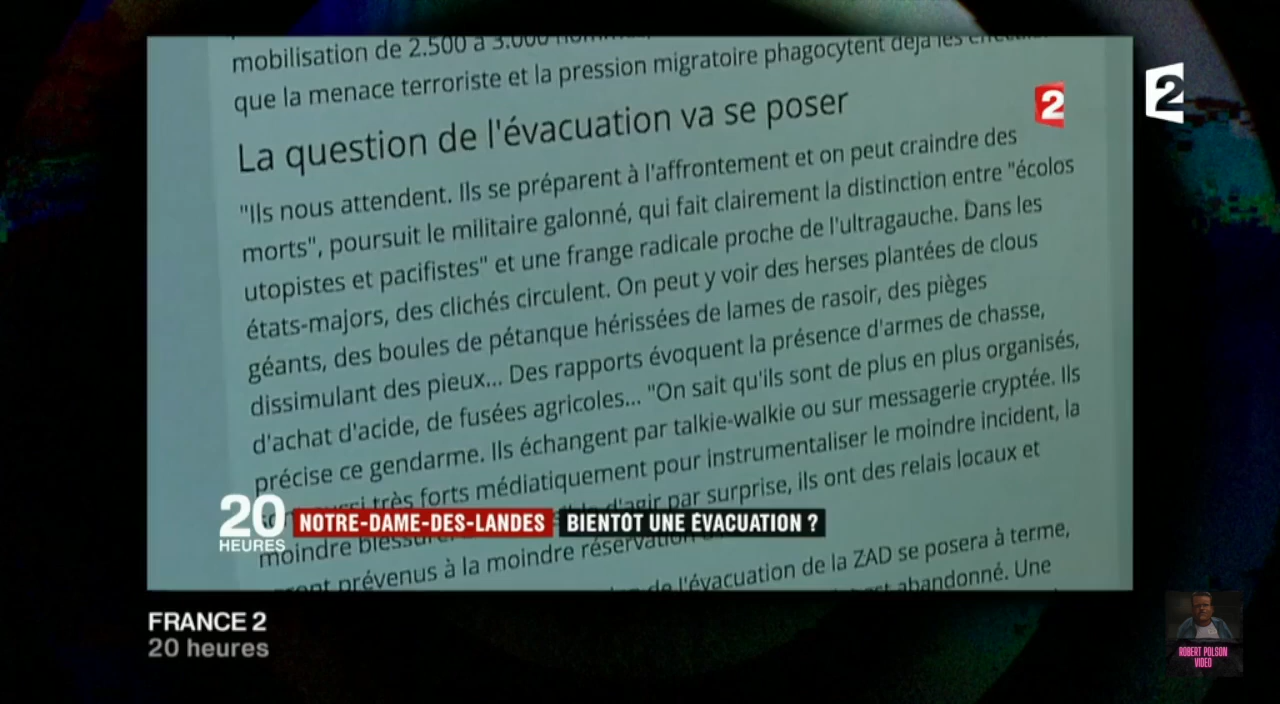 mobilisation de 2.500 à 3.000
que la menace terroriste et la pression migratoire phagocytent déjà les
La question de l'évacuation va se poser
"Ils nous attendent. Ils se préparent à l'affrontement et on peut craindre des
morts", poursuit le militaire galonné, qui fait clairement la distinction entre "écolos
utopistes et pacifistes" et une frange radicale proche de l'ultragauche. Dans les
états-majors, des clichés circulent. On peut y voir des herses plantées de clous
géants, des boules de pétanque hérissées de lames de rasoir, des pièges
dissimulant des pieux... Des rapports évoquent la présence d'armes de chasse,
d'achat d'acide, de fusées agricoles... "On sait qu'ils sont de plus en plus organisés,
précise ce gendarme. Ils échangent par talkie-walkie ou sur messagerie cryptée. Ils
très forts médiatiquement pour instrumentaliser le moindre incident, la
moindre d'agir par surprise, ils ont des relais locaux et
prévenus à la moindre réservation
de l'évacuation de la ZAD se posera à terme,
abandonné. Une
2
2
20
HEURES
NOTRE-DAME-DES-LANDES
BIENTÔT UNE ÉVACUATION ?
FRANCE 2
20 heures
ROBERT POLSON
VIDEO